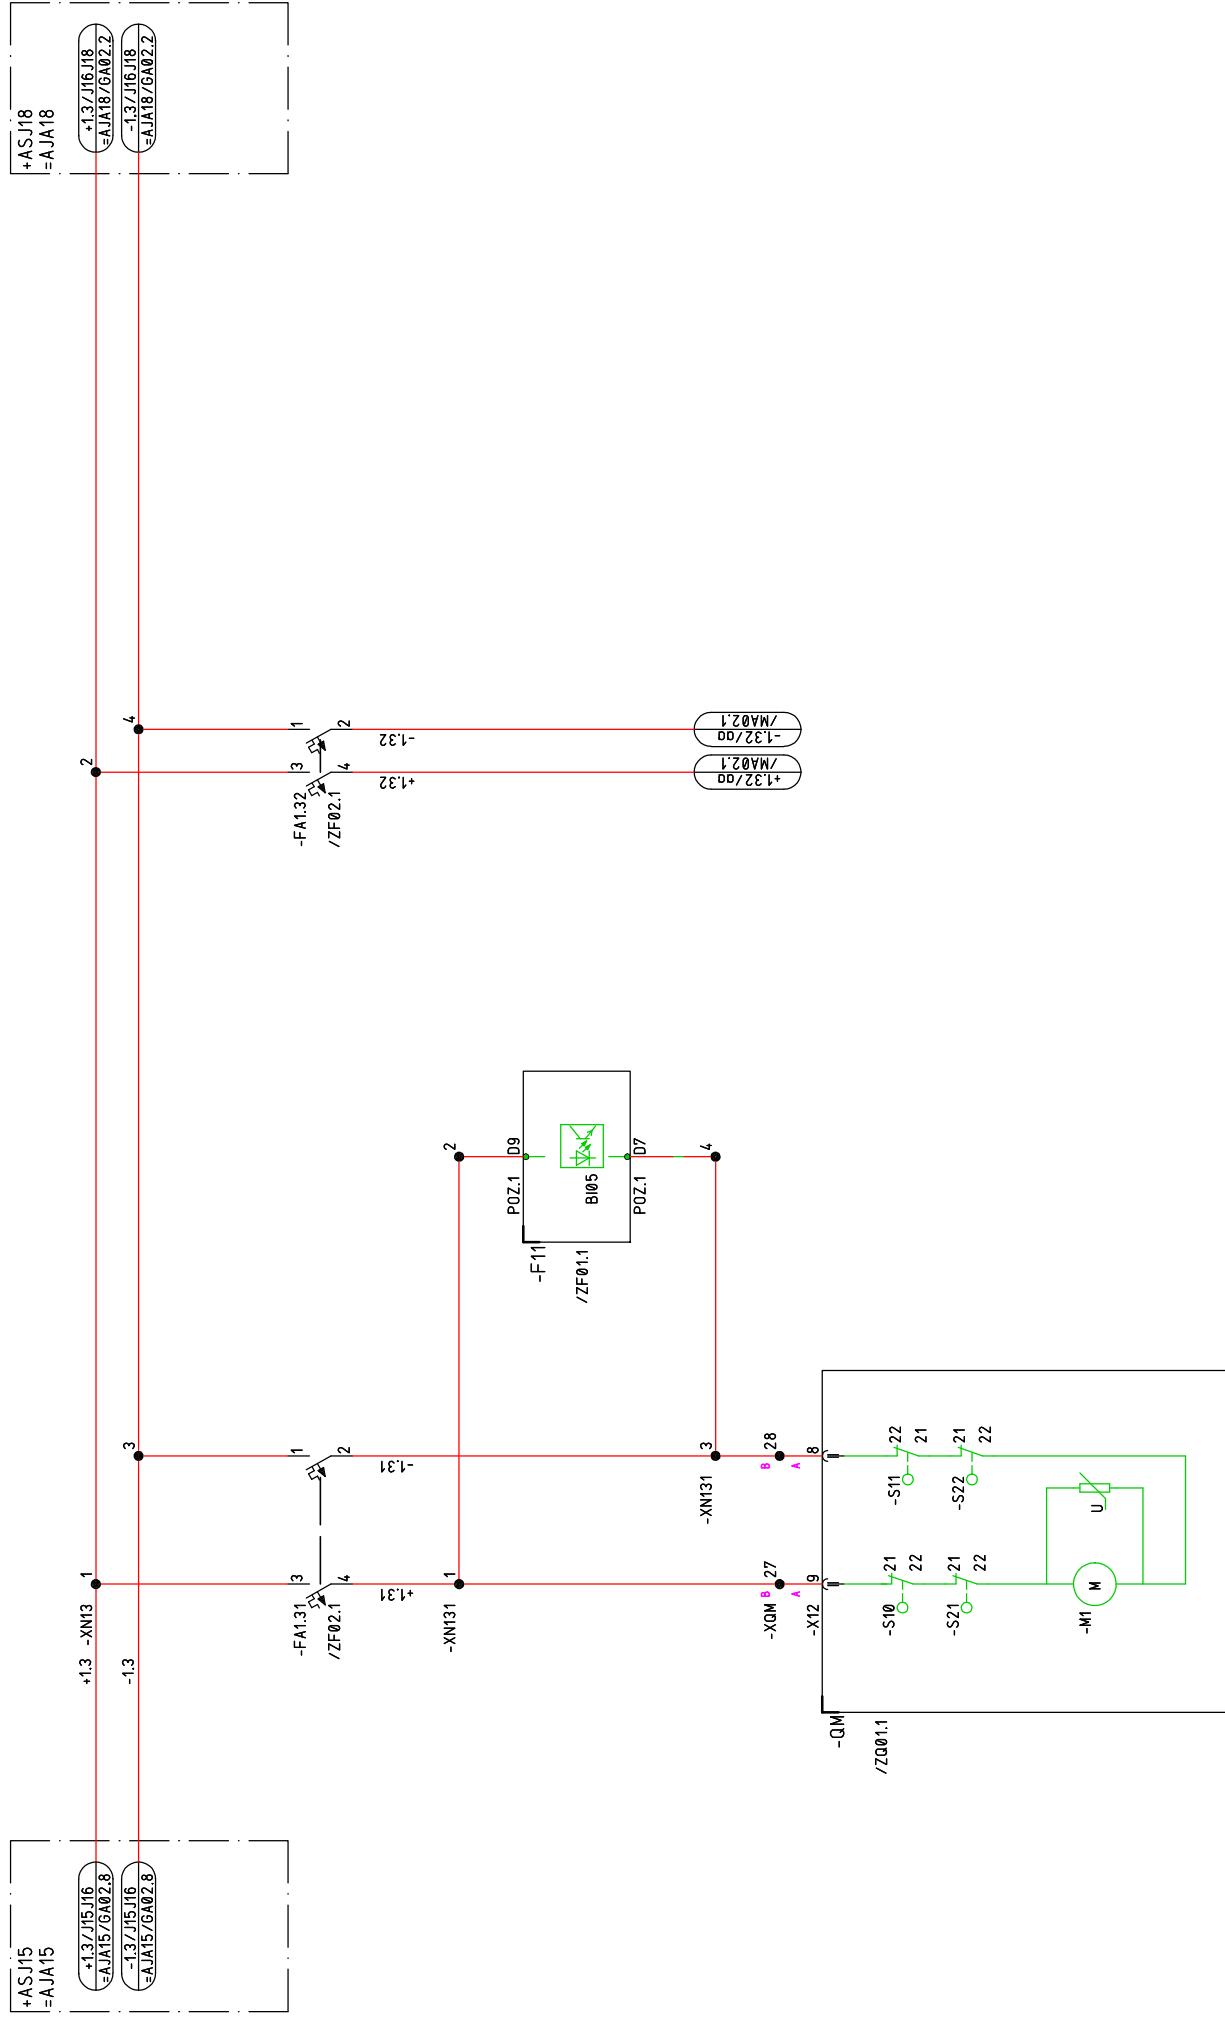 +ASJ15
=AJA15
+1.3/J15J16
=AJA15/GA02.8
-1.3/J15J16
=AJA15/GA02.8
+ASJ18
=AJA18
+1.3/J16J18
=AJA18/GA02.2
-1.3/J16J18
=AJA18/GA02.2
+1.3
-XN13
1
2
-1.3
3
4
-FA1.31
/ZF02.1
3
4
1
2
+1.31
-1.31
-FA1.32
/ZF02.1
3
4
1
2
+1.32
-1.32
-XN131
1
2
-F11
/ZF01.1
POZ.1
D9
BI05
POZ.1
D7
+1.32/aa
/MA02.1
-1.32/aa
/MA02.1
-XN131
3
4
-XQM
B
27
A
B
28
A
-X12
9
8
-QM
/ZQ01.1
-S10
21
22
-S11
22
21
-S21
21
22
-S22
21
22
-M1
M
U